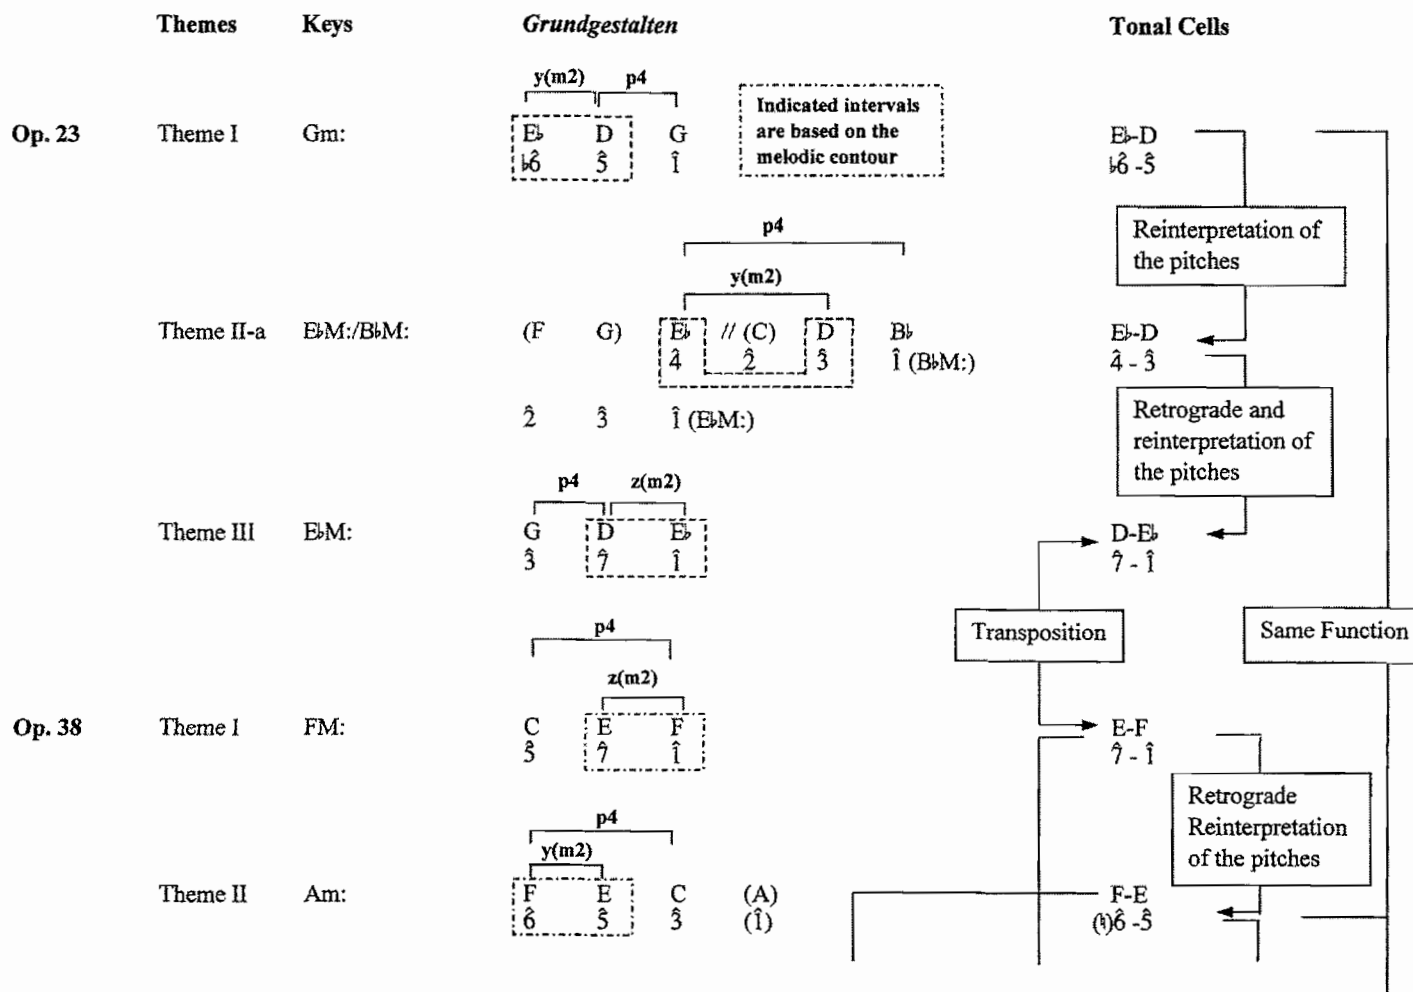 Themes Keys Grundgestalten Tonal Cells
y(m2) p4
Indicated intervals
are based on the
melodic contour
Op. 23 Theme I Gm: E♭ D G E♭-D
♭6̂ 5̂ 1̂ ♭6̂ -5̂
Reinterpretation of
the pitches
p4
y(m2)
Theme II-a E♭M:/B♭M: (F G) E♭ // (C) D B♭ E♭-D
4̂ 2̂ 3̂ 1̂ (B♭M:) 4̂ - 3̂
2̂ 3̂ 1̂ (E♭M:)
Retrograde and
reinterpretation of
the pitches
p4 z(m2)
Theme III E♭M: G D E♭ D-E♭
3̂ 7̂ 1̂ 7̂ - 1̂
Transposition Same Function
p4
z(m2)
Op. 38 Theme I FM: C E F E-F
5̂ 7̂ 1̂ 7̂ - 1̂
Retrograde
Reinterpretation
of the pitches
p4
y(m2)
Theme II Am: F E C (A) F-E
6̂ 5̂ 3̂ (1̂) (♮)6̂ -5̂